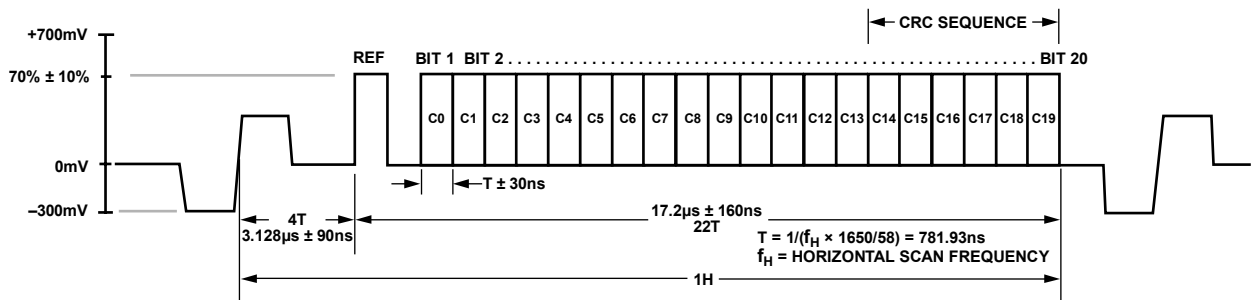 CRC SEQUENCE
+700mV
REF
BIT 1 BIT 2 . . . . . . . . . . . . . . . . . . . . . . . . . . . . . . . . . . . . . . . . . . . . . . . . . . . . . . . . . . . . BIT 20
70% ± 10%
C0 C1 C2 C3 C4 C5 C6 C7 C8 C9 C10 C11 C12 C13 C14 C15 C16 C17 C18 C19
0mV
T ± 30ns
–300mV
4T
3.128µs ± 90ns
17.2µs ± 160ns
22T
T = 1/(fH × 1650/58) = 781.93ns
fH = HORIZONTAL SCAN FREQUENCY
1H